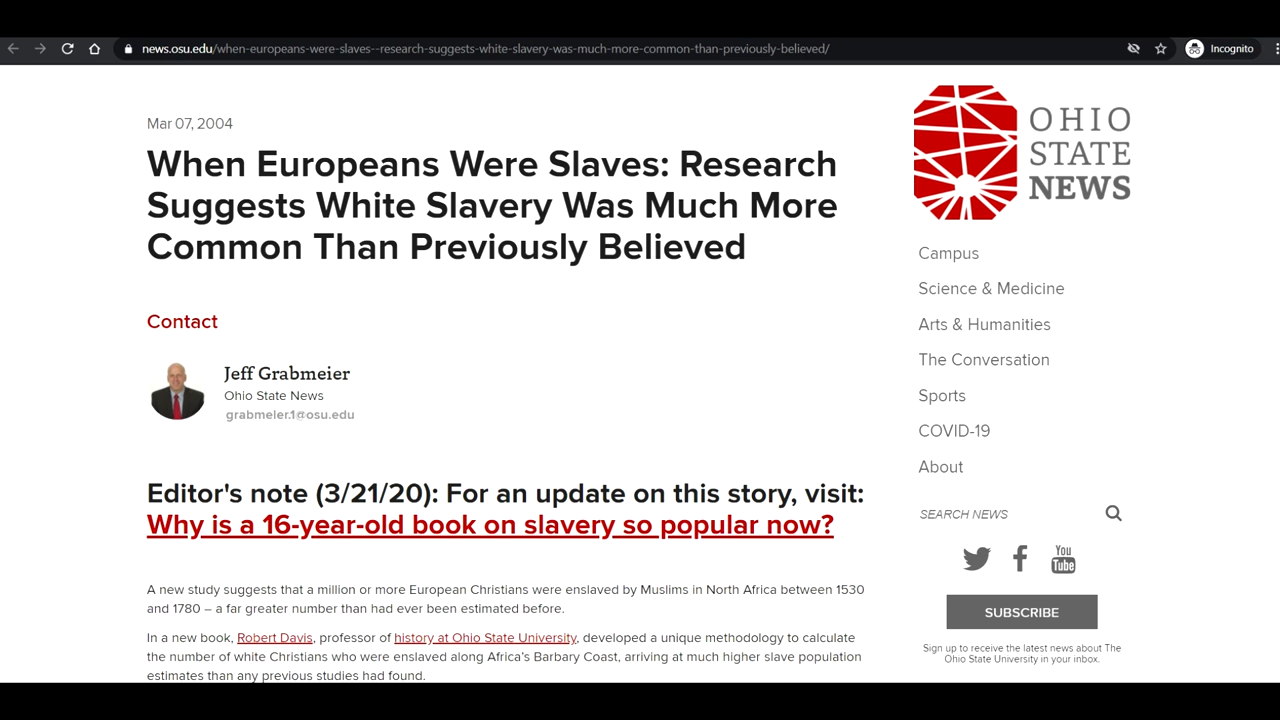 news.osu.edu/when-europeans-were-slaves--research-suggests-white-slavery-was-much-more-common-than-previously-believed/
Incognito
Mar 07, 2004
When Europeans Were Slaves: Research
Suggests White Slavery Was Much More
Common Than Previously Believed
Contact
Jeff Grabmeier
Ohio State News
grabmeier.1@osu.edu
Editor's note (3/21/20): For an update on this story, visit:
Why is a 16-year-old book on slavery so popular now?
A new study suggests that a million or more European Christians were enslaved by Muslims in North Africa between 1530
and 1780 – a far greater number than had ever been estimated before.
In a new book, Robert Davis, professor of history at Ohio State University, developed a unique methodology to calculate
the number of white Christians who were enslaved along Africa's Barbary Coast, arriving at much higher slave population
estimates than any previous studies had found.
OHIO
STATE
NEWS
Campus
Science & Medicine
Arts & Humanities
The Conversation
Sports
COVID-19
About
SEARCH NEWS
You
Tube
SUBSCRIBE
Sign up to receive the latest news about The
Ohio State University in your inbox.